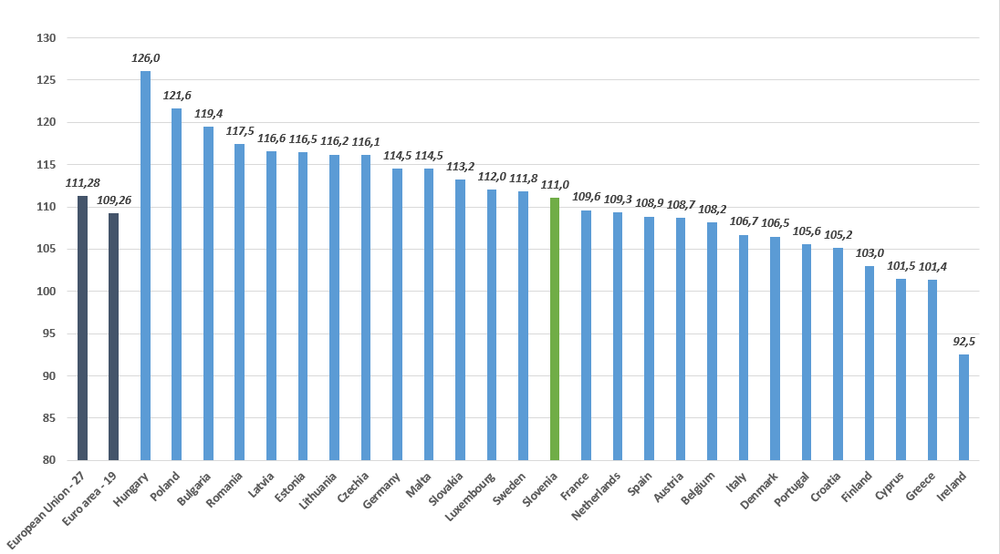 130
125
120
115
110
105
100
95
90
85
80
111,28
109,26
126,0
121,6
119,4
117,5
116,6
116,5
116,2
116,1
114,5
114,5
113,2
112,0
111,8
111,0
109,6
109,3
108,9
108,7
108,2
106,7
106,5
105,6
105,2
103,0
101,5
101,4
92,5
European Union - 27
Euro area - 19
Hungary
Poland
Bulgaria
Romania
Latvia
Estonia
Lithuania
Czechia
Germany
Malta
Slovakia
Luxembourg
Sweden
Slovenia
France
Netherlands
Spain
Austria
Belgium
Italy
Denmark
Portugal
Croatia
Finland
Cyprus
Greece
Ireland